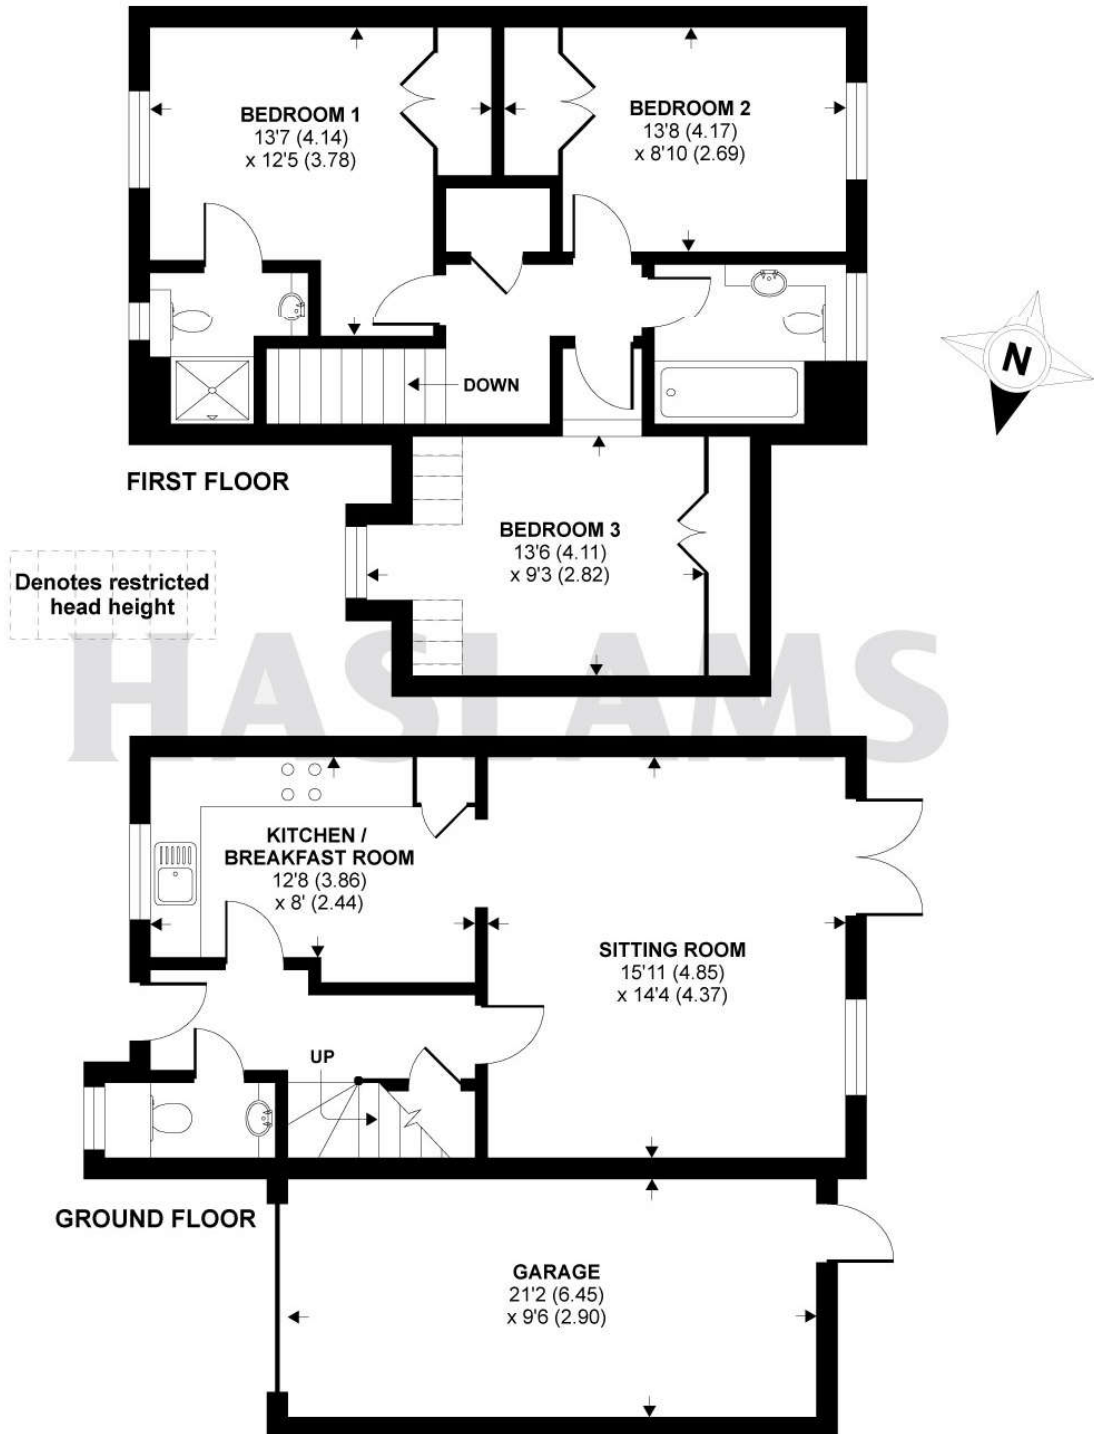 BEDROOM 1
13'7 (4.14)
x 12'5 (3.78)
BEDROOM 2
13'8 (4.17)
x 8'10 (2.69)
DOWN
N
FIRST FLOOR
BEDROOM 3
13'6 (4.11)
x 9'3 (2.82)
Denotes restricted
head height
HASLAMS
KITCHEN /
BREAKFAST ROOM
12'8 (3.86)
x 8' (2.44)
SITTING ROOM
15'11 (4.85)
x 14'4 (4.37)
UP
GROUND FLOOR
GARAGE
21'2 (6.45)
x 9'6 (2.90)